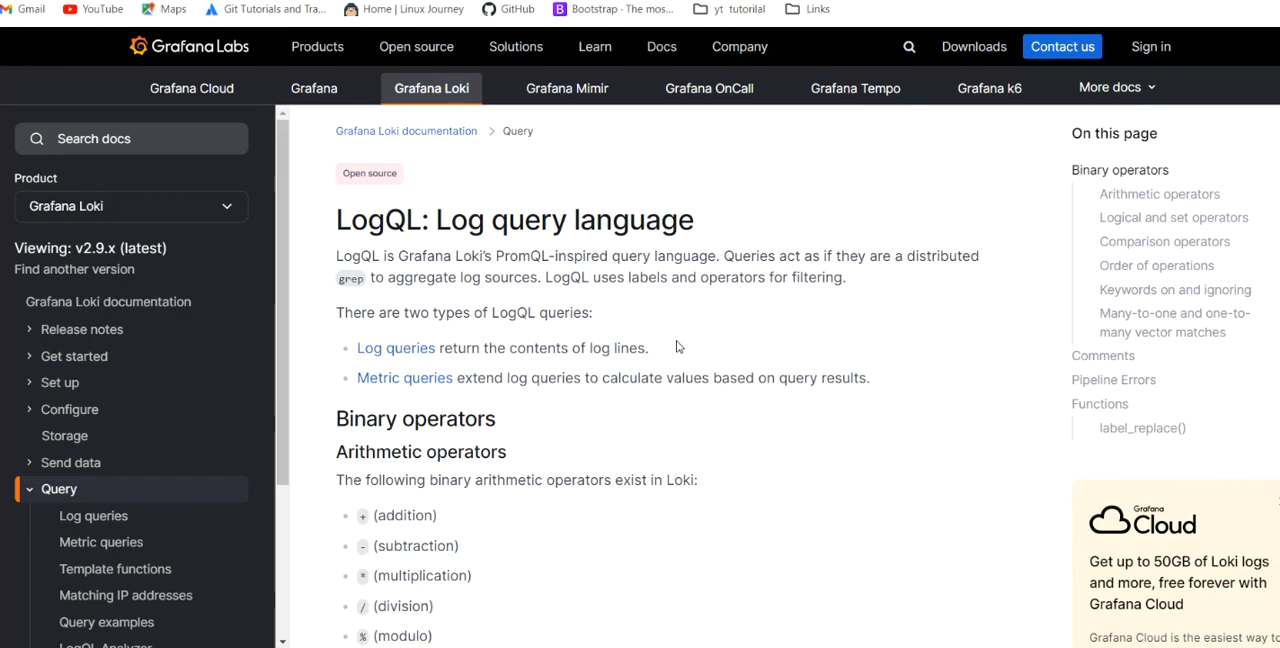 Gmail
YouTube
Maps
Git Tutorials and Tra...
Home | Linux Journey
GitHub
Bootstrap · The mos...
yt tutorilal
Links
Grafana Labs
Products
Open source
Solutions
Learn
Docs
Company
Downloads
Contact us
Sign in
Grafana Cloud
Grafana
Grafana Loki
Grafana Mimir
Grafana OnCall
Grafana Tempo
Grafana k6
More docs
Search docs
Product
Grafana Loki
Viewing: v2.9.x (latest)
Find another version
Grafana Loki documentation
Release notes
Get started
Set up
Configure
Storage
Send data
Query
Log queries
Metric queries
Template functions
Matching IP addresses
Query examples
LogQL Analyzer
Grafana Loki documentation > Query
Open source
LogQL: Log query language
LogQL is Grafana Loki's PromQL-inspired query language. Queries act as if they are a distributed
grep to aggregate log sources. LogQL uses labels and operators for filtering.
There are two types of LogQL queries:
• Log queries return the contents of log lines.
• Metric queries extend log queries to calculate values based on query results.
Binary operators
Arithmetic operators
The following binary arithmetic operators exist in Loki:
• + (addition)
• - (subtraction)
• * (multiplication)
• / (division)
• % (modulo)
On this page
Binary operators
Arithmetic operators
Logical and set operators
Comparison operators
Order of operations
Keywords on and ignoring
Many-to-one and one-to-
many vector matches
Comments
Pipeline Errors
Functions
label_replace()
Grafana
Cloud
Get up to 50GB of Loki logs
and more, free forever with
Grafana Cloud
Grafana Cloud is the easiest way to